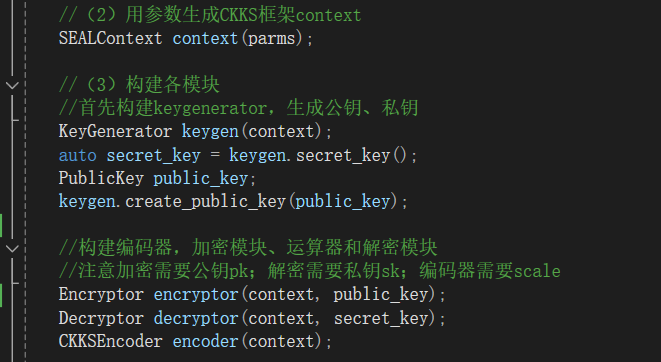 //（2）用参数生成CKKS框架context
SEALContext context(parms);
//（3）构建各模块
//首先构建keygenerator，生成公钥、私钥
KeyGenerator keygen(context);
auto secret_key = keygen.secret_key();
PublicKey public_key;
keygen.create_public_key(public_key);
//构建编码器，加密模块、运算器和解密模块
//注意加密需要公钥pk；解密需要私钥sk；编码器需要scale
Encryptor encryptor(context, public_key);
Decryptor decryptor(context, secret_key);
CKKSEncoder encoder(context);